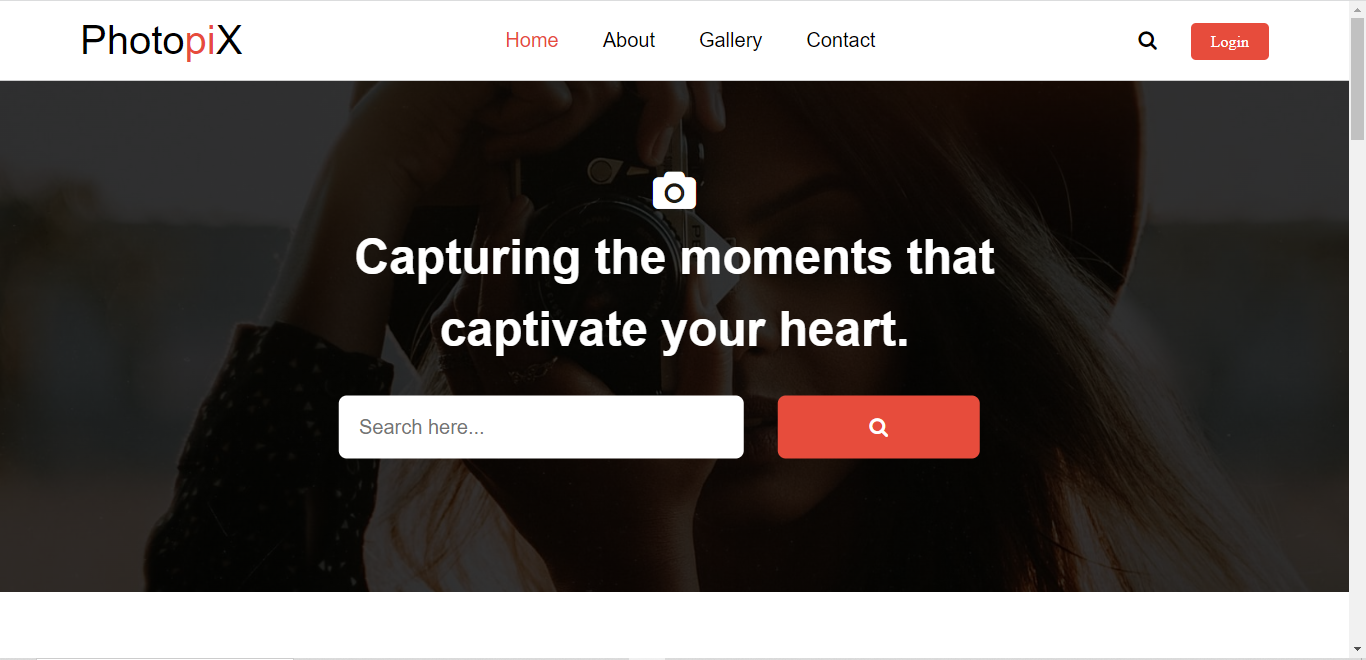 PhotopiX
Home About Gallery Contact
Login
Capturing the moments that
captivate your heart.
Search here...